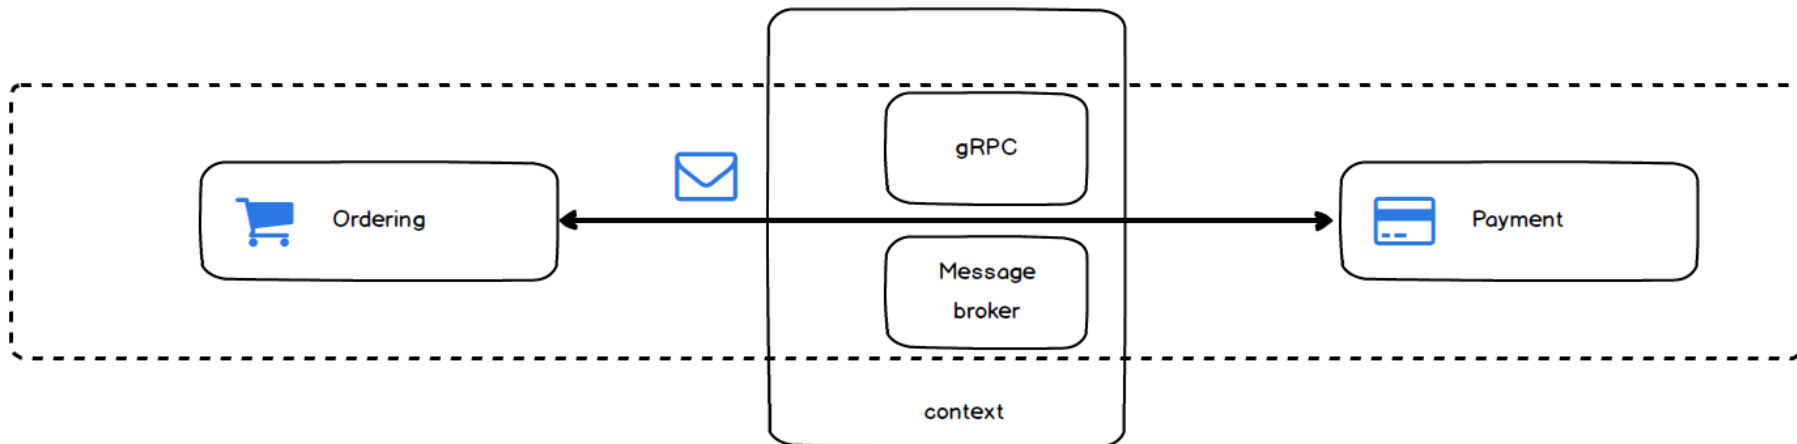 gRPC
Ordering
Payment
Message
broker
context